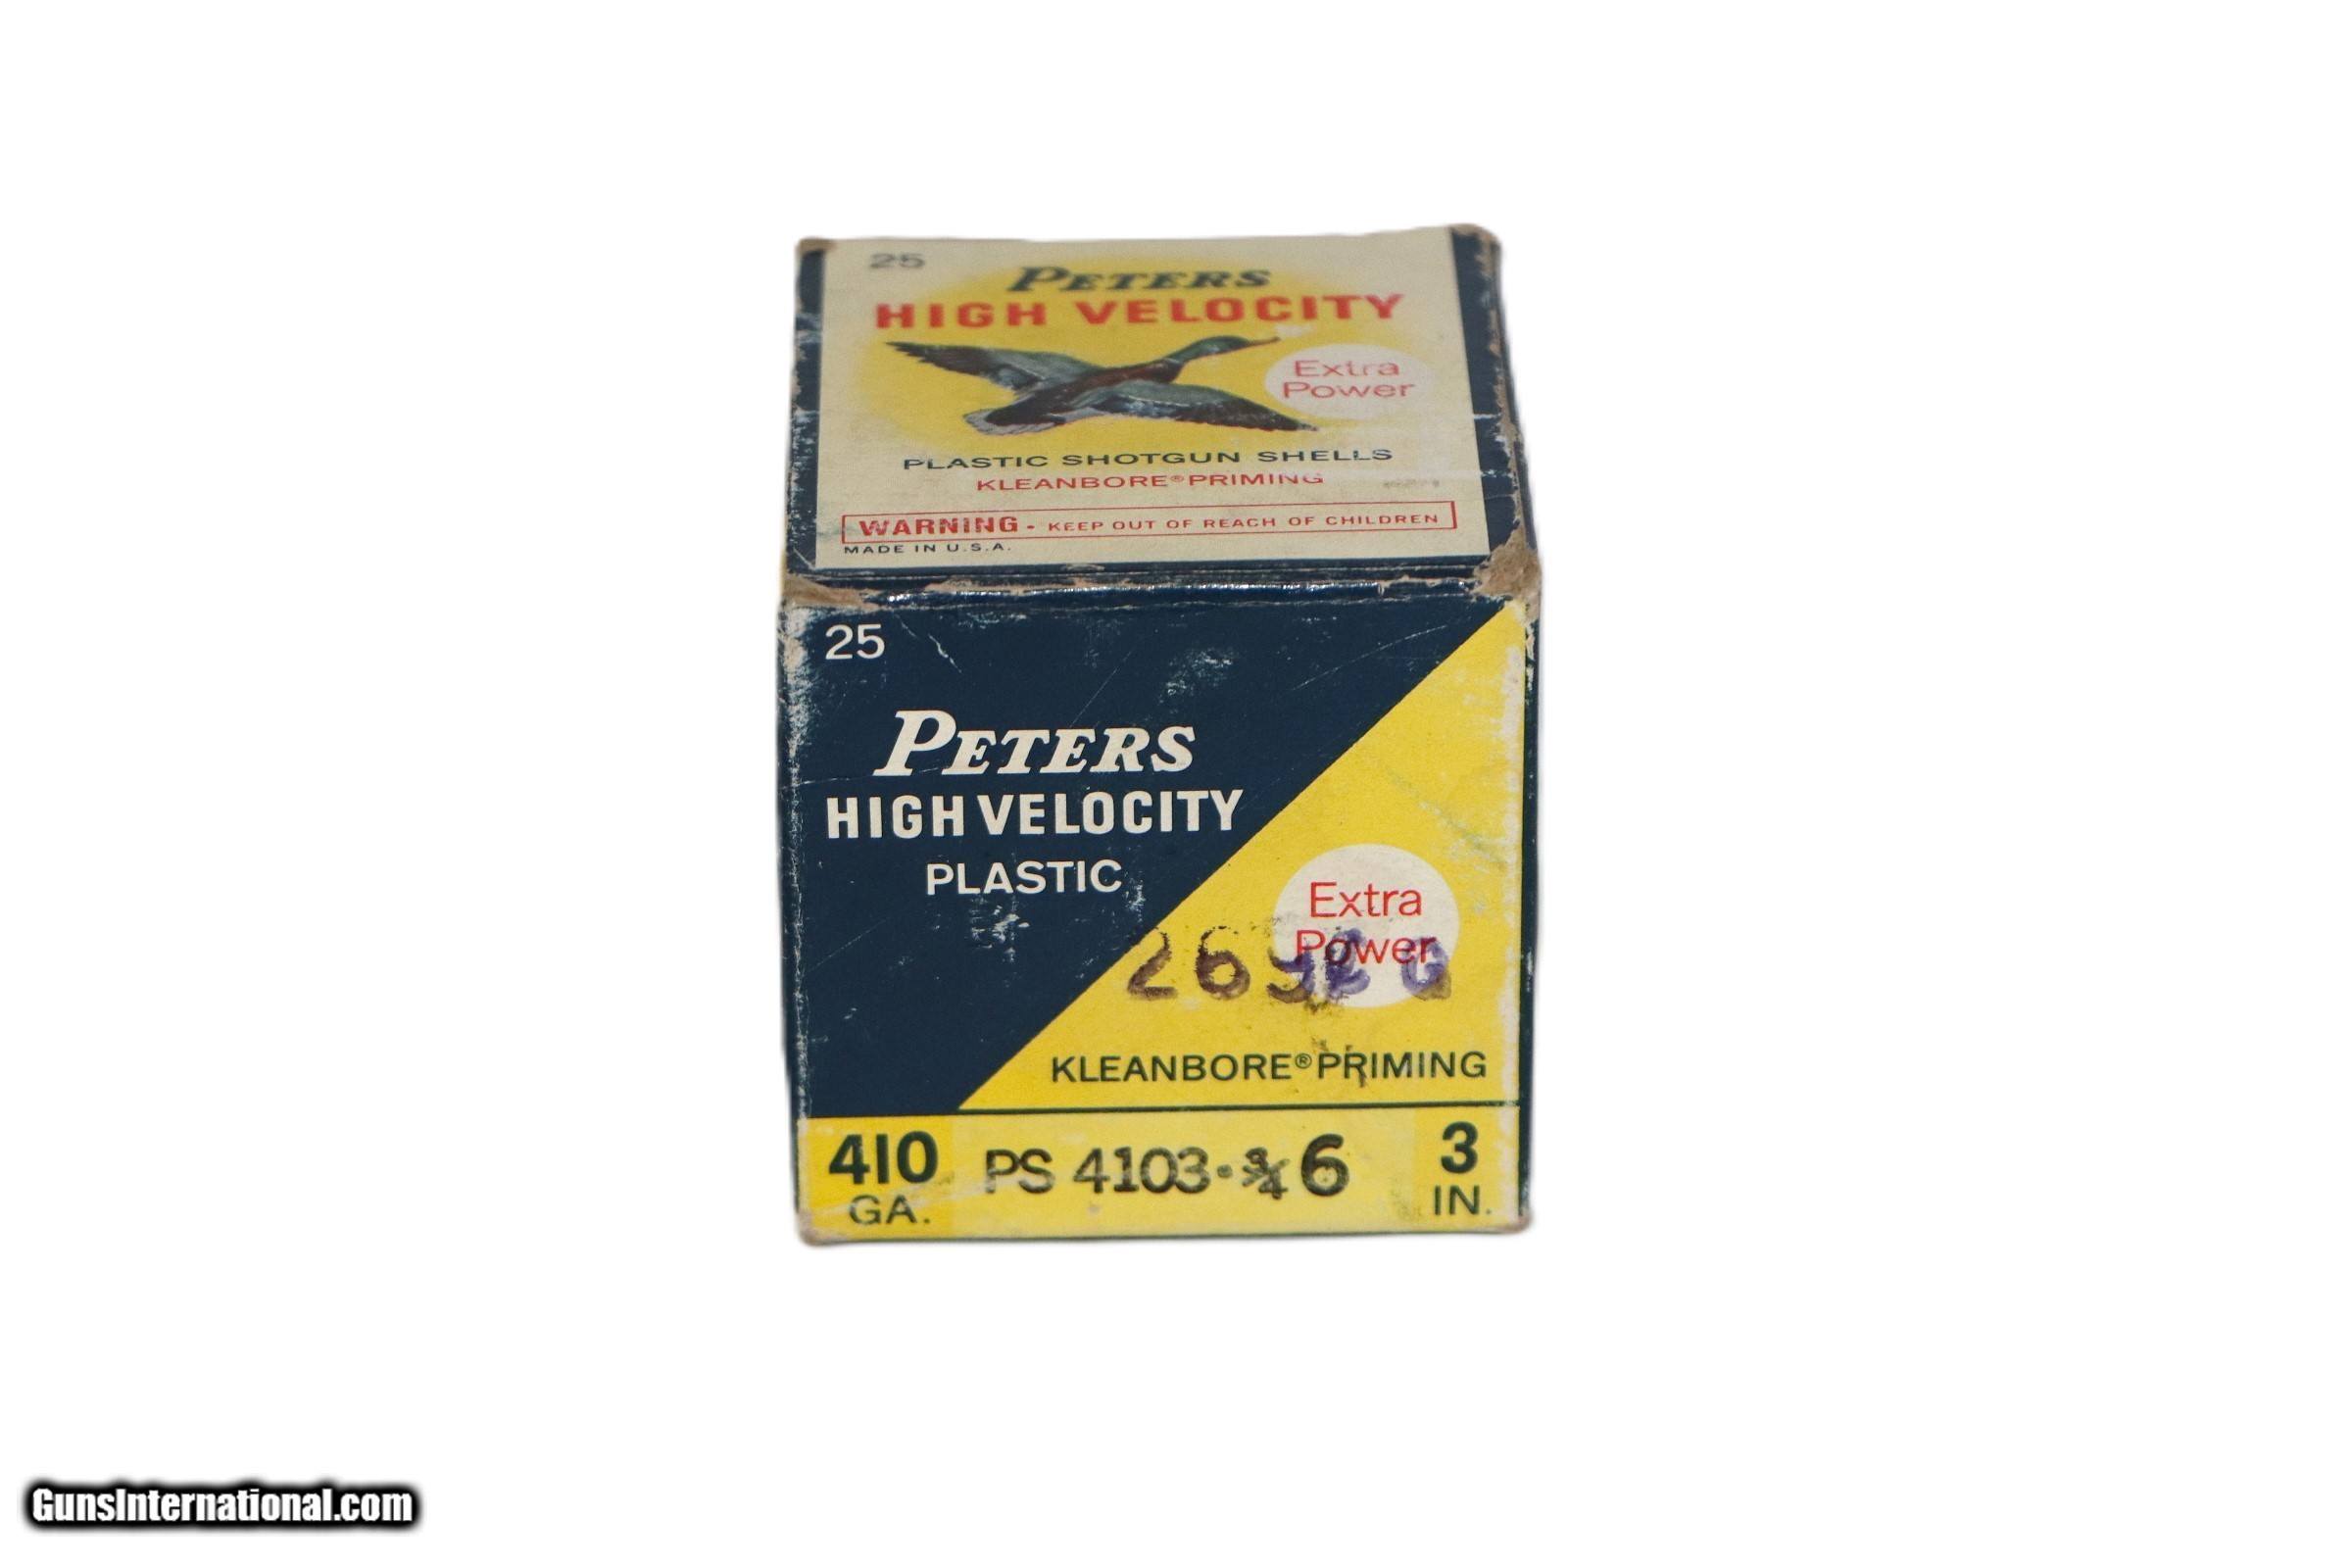 25
PETERS
HIGH VELOCITY
Extra
Power
PLASTIC SHOTGUN SHELLS
KLEANBORE® PRIMING
WARNING - KEEP OUT OF REACH OF CHILDREN
MADE IN U.S.A.
25
PETERS
HIGH VELOCITY
PLASTIC
Extra
Power
KLEANBORE® PRIMING
410
GA.
PS 4103·¾ 6
3
IN.
GunsInternational.com